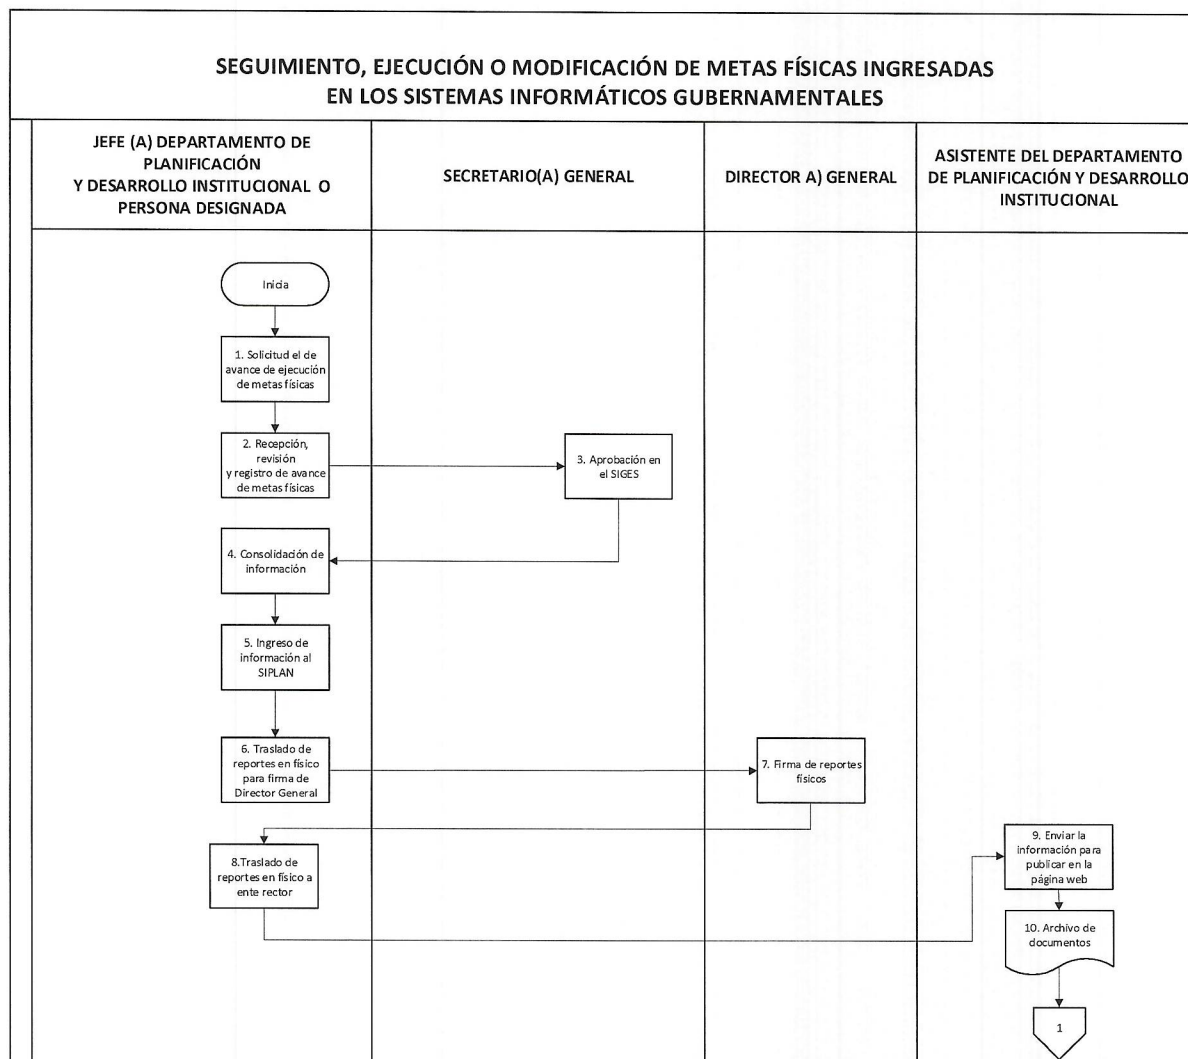 SEGUIMIENTO, EJECUCIÓN O MODIFICACIÓN DE METAS FÍSICAS INGRESADAS
EN LOS SISTEMAS INFORMÁTICOS GUBERNAMENTALES
JEFE (A) DEPARTAMENTO DE
PLANIFICACIÓN
Y DESARROLLO INSTITUCIONAL O
PERSONA DESIGNADA
SECRETARIO(A) GENERAL
DIRECTOR A) GENERAL
ASISTENTE DEL DEPARTAMENTO
DE PLANIFICACIÓN Y DESARROLLO
INSTITUCIONAL
Inicia
1. Solicitud el de
avance de ejecución
de metas físicas
2. Recepción,
revisión
y registro de avance
de metas físicas
3. Aprobación en
el SIGES
4. Consolidación de
información
5. Ingreso de
información al
SIPLAN
6. Traslado de
reportes en físico
para firma de
Director General
7. Firma de reportes
físicos
8.Traslado de
reportes en físico a
ente rector
9. Enviar la
información para
publicar en la
página web
10. Archivo de
documentos
1